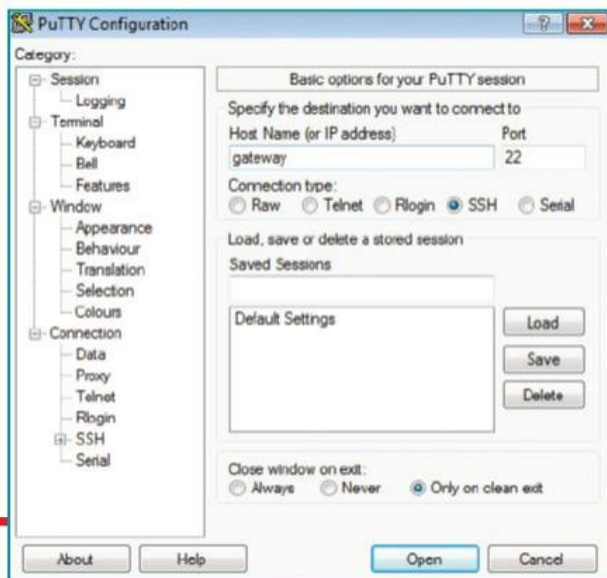 PuTTY Configuration
Category:
Session
Logging
Terminal
Keyboard
Bell
Features
Window
Appearance
Behaviour
Translation
Selection
Colours
Connection
Data
Proxy
Telnet
Rlogin
SSH
Serial
Basic options for your PuTTY session
Specify the destination you want to connect to
Host Name (or IP address) Port
gateway 22
Connection type:
Raw Telnet Rlogin SSH Serial
Load, save or delete a stored session
Saved Sessions
Default Settings
Load
Save
Delete
Close window on exit:
Always Never Only on clean exit
About Help Open Cancel